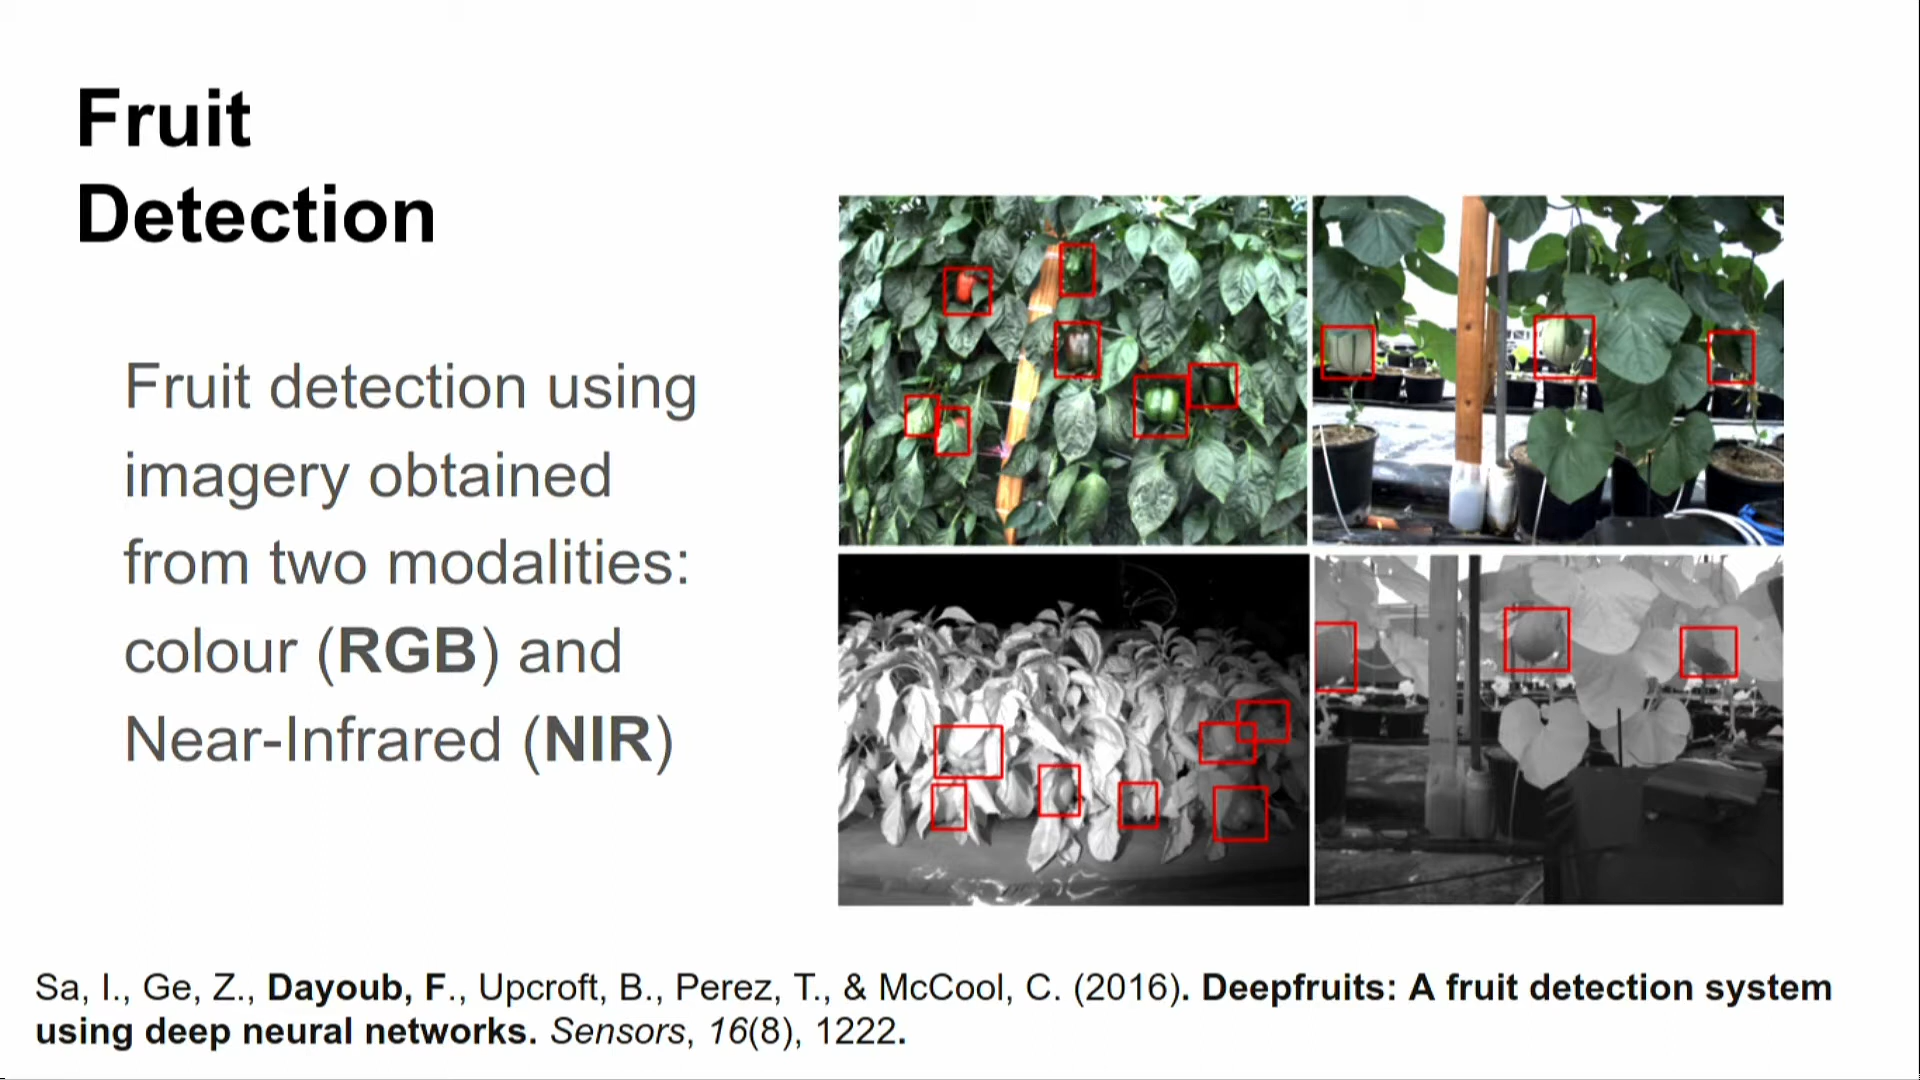 Fruit
Detection
Fruit detection using
imagery obtained
from two modalities:
colour (RGB) and
Near-Infrared (NIR)
Sa, I., Ge, Z., Dayoub, F., Upcroft, B., Perez, T., & McCool, C. (2016). Deepfruits: A fruit detection system
using deep neural networks. Sensors, 16(8), 1222.